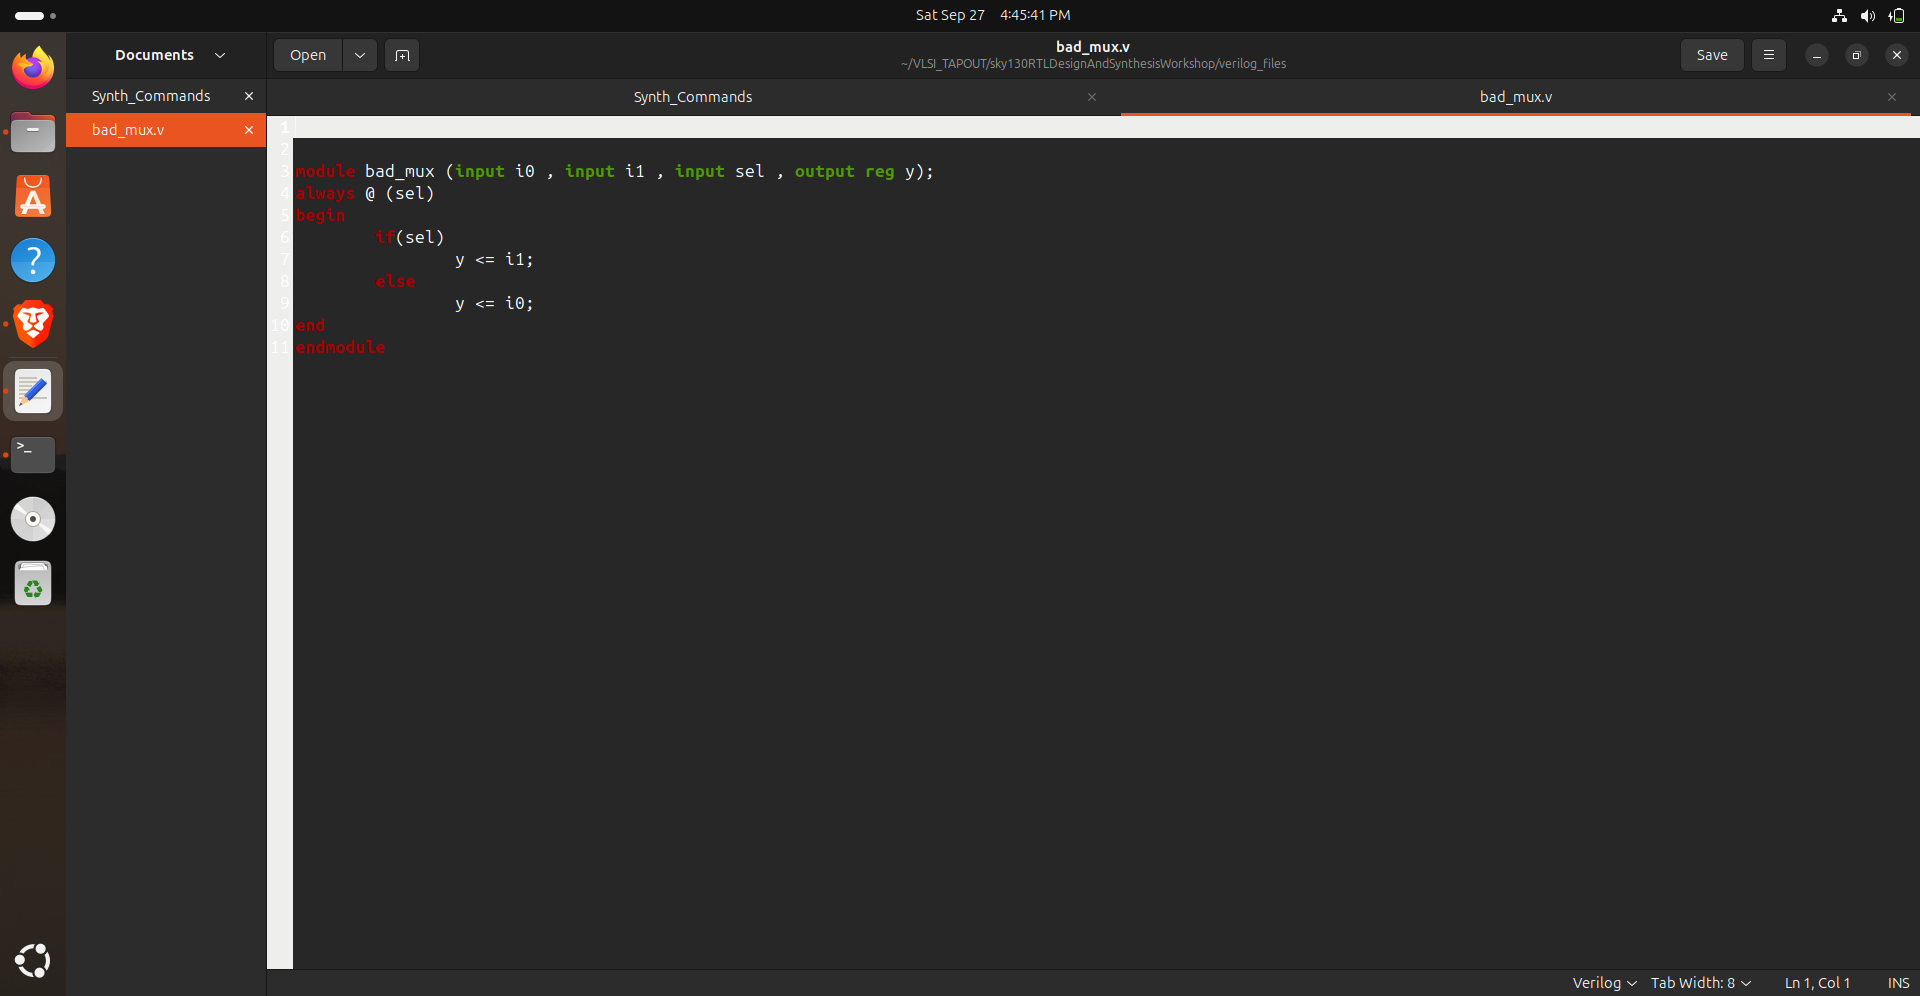 Sat Sep 27 4:45:41 PM
Documents
Open
bad_mux.v
~/VLSI_TAPOUT/sky130RTLDesignAndSynthesisWorkshop/verilog_files
Save
Synth_Commands
bad_mux.v
Synth_Commands
bad_mux.v
1
2
3 module bad_mux (input i0 , input i1 , input sel , output reg y);
4 always @ (sel)
5 begin
6 if(sel)
7 y <= i1;
8 else
9 y <= i0;
10 end
11 endmodule
Verilog Tab Width: 8 Ln 1, Col 1 INS